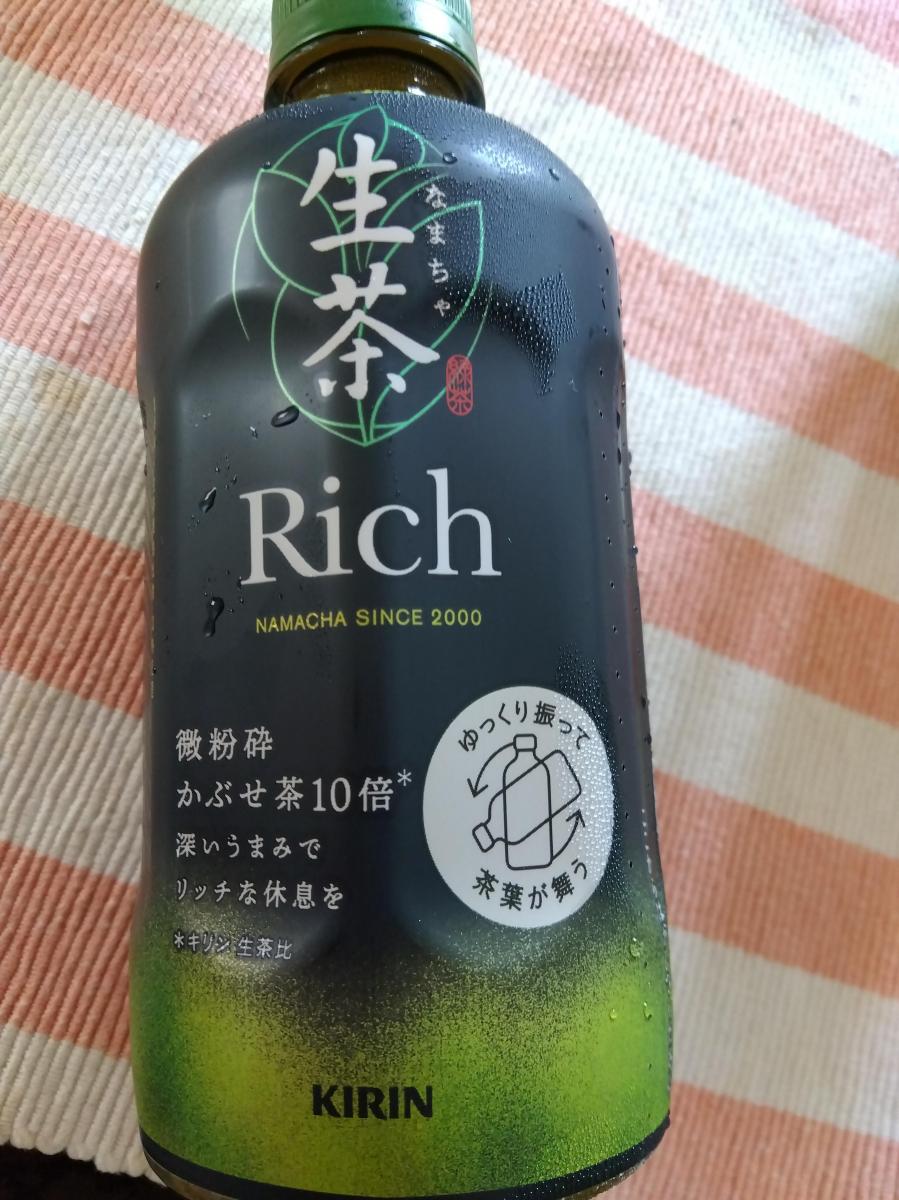 生茶
なまちゃ
Rich
NAMACHA SINCE 2000
微粉砕
かぶせ茶10倍*
深いうまみで
リッチな休息を
*キリン 生茶比
ゆっくり振って
茶葉が舞う
KIRIN